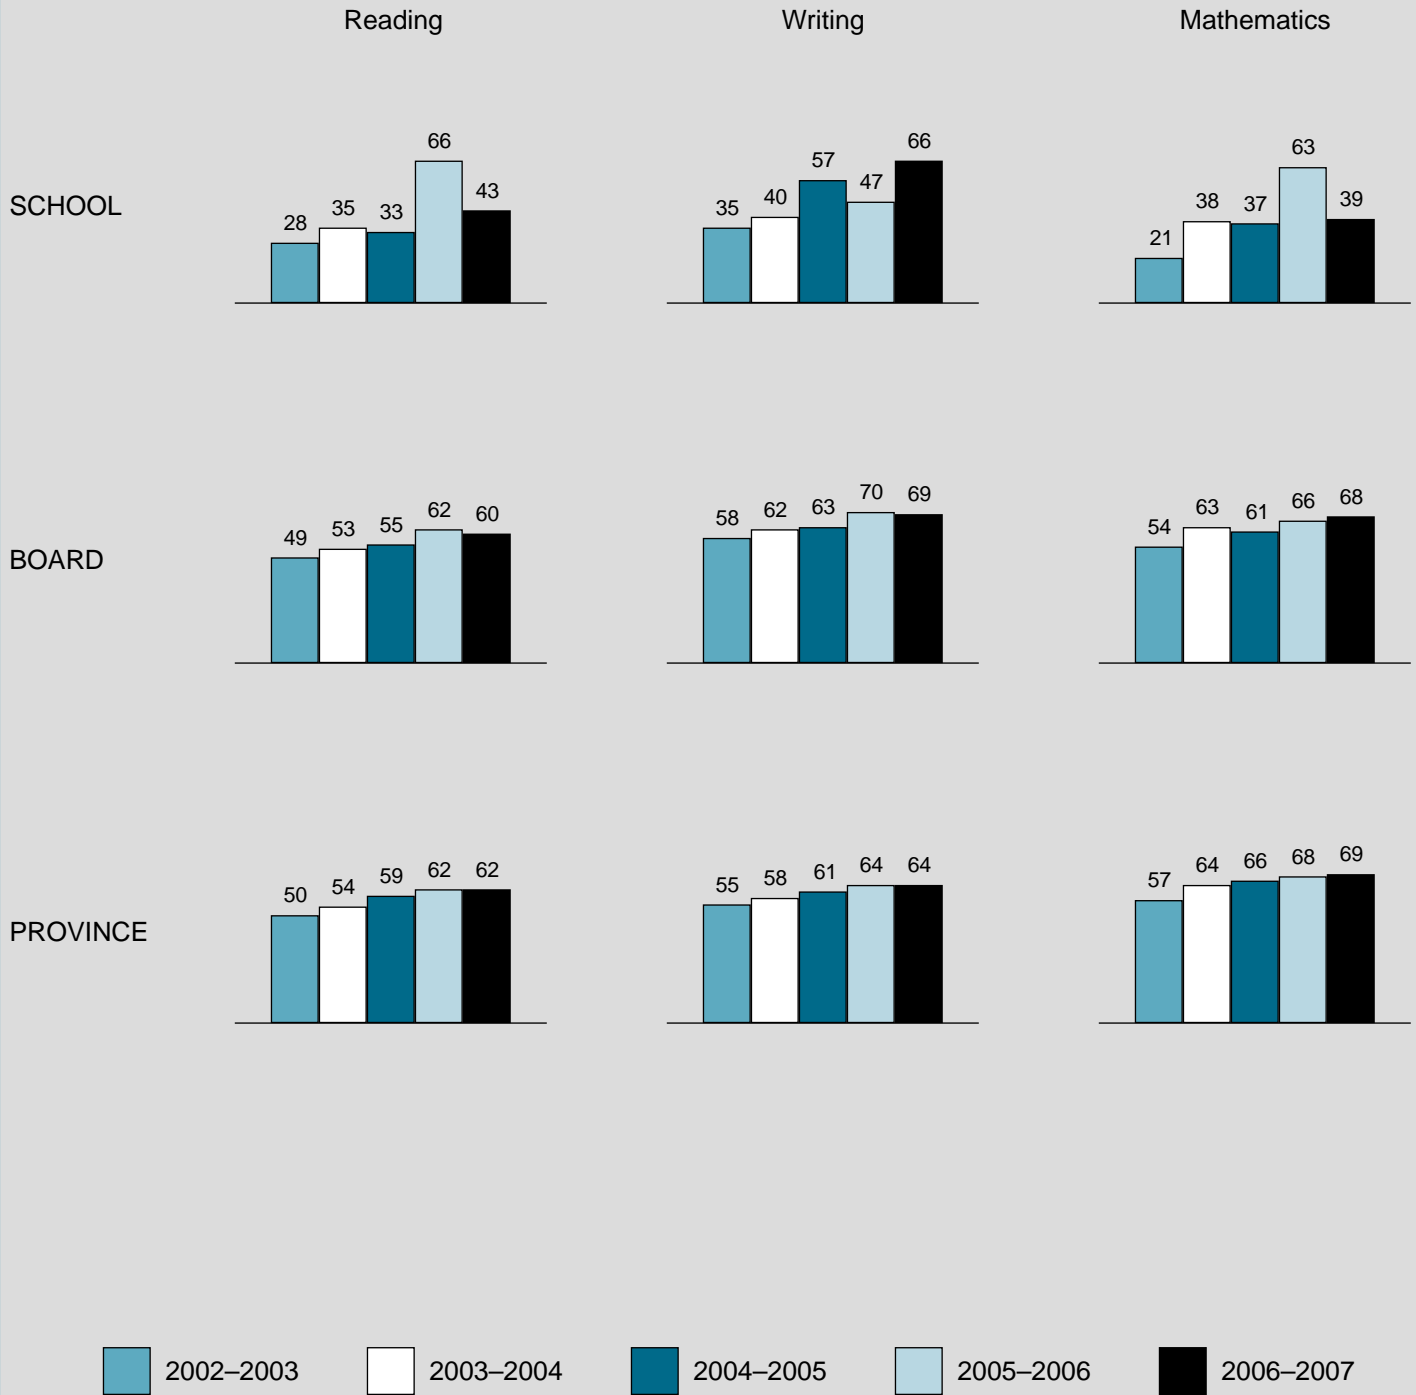 Reading Writing Mathematics
SCHOOL
28 35 33 66 43
35 40 57 47 66
21 38 37 63 39
BOARD
49 53 55 62 60
58 62 63 70 69
54 63 61 66 68
PROVINCE
50 54 59 62 62
55 58 61 64 64
57 64 66 68 69
2002–2003 2003–2004 2004–2005 2005–2006 2006–2007